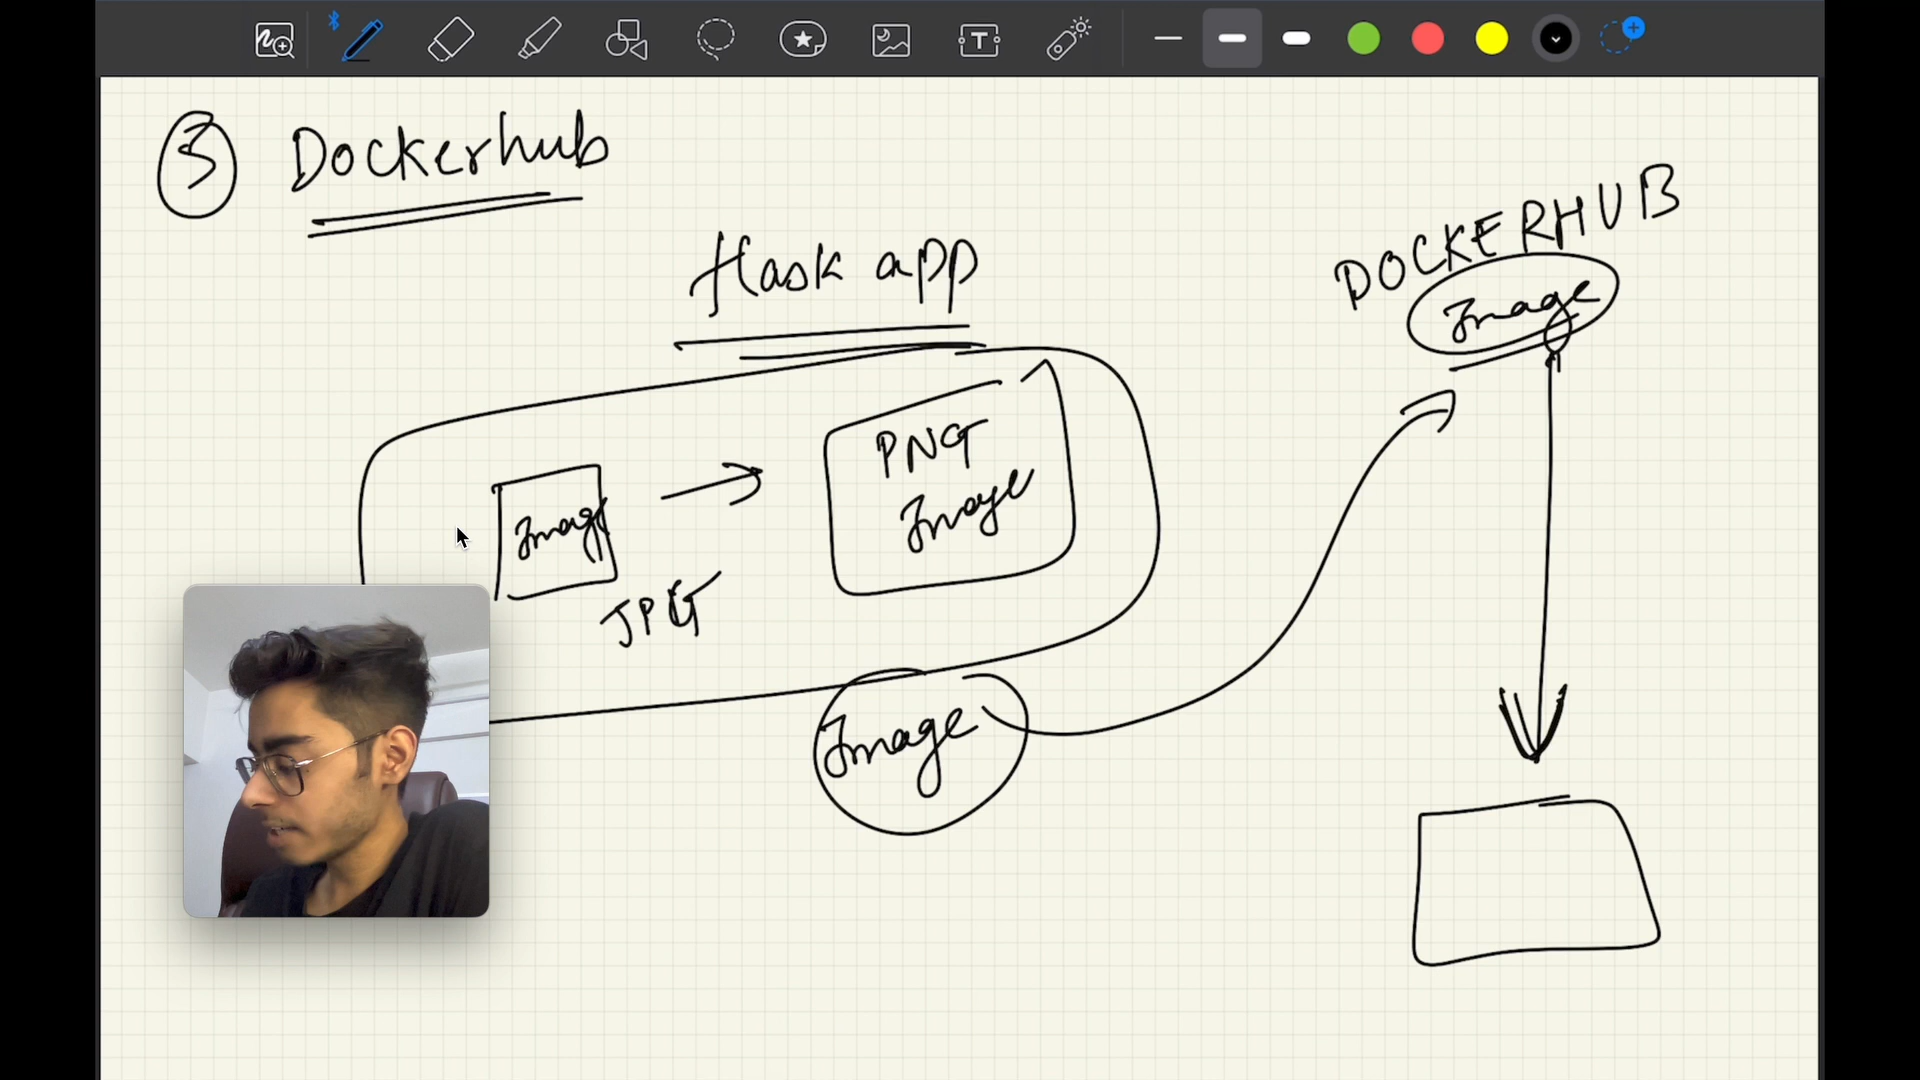 3 Dockerhub
flask app
DOCKERHUB
Image
PNG
Image
Image
JPG
Image